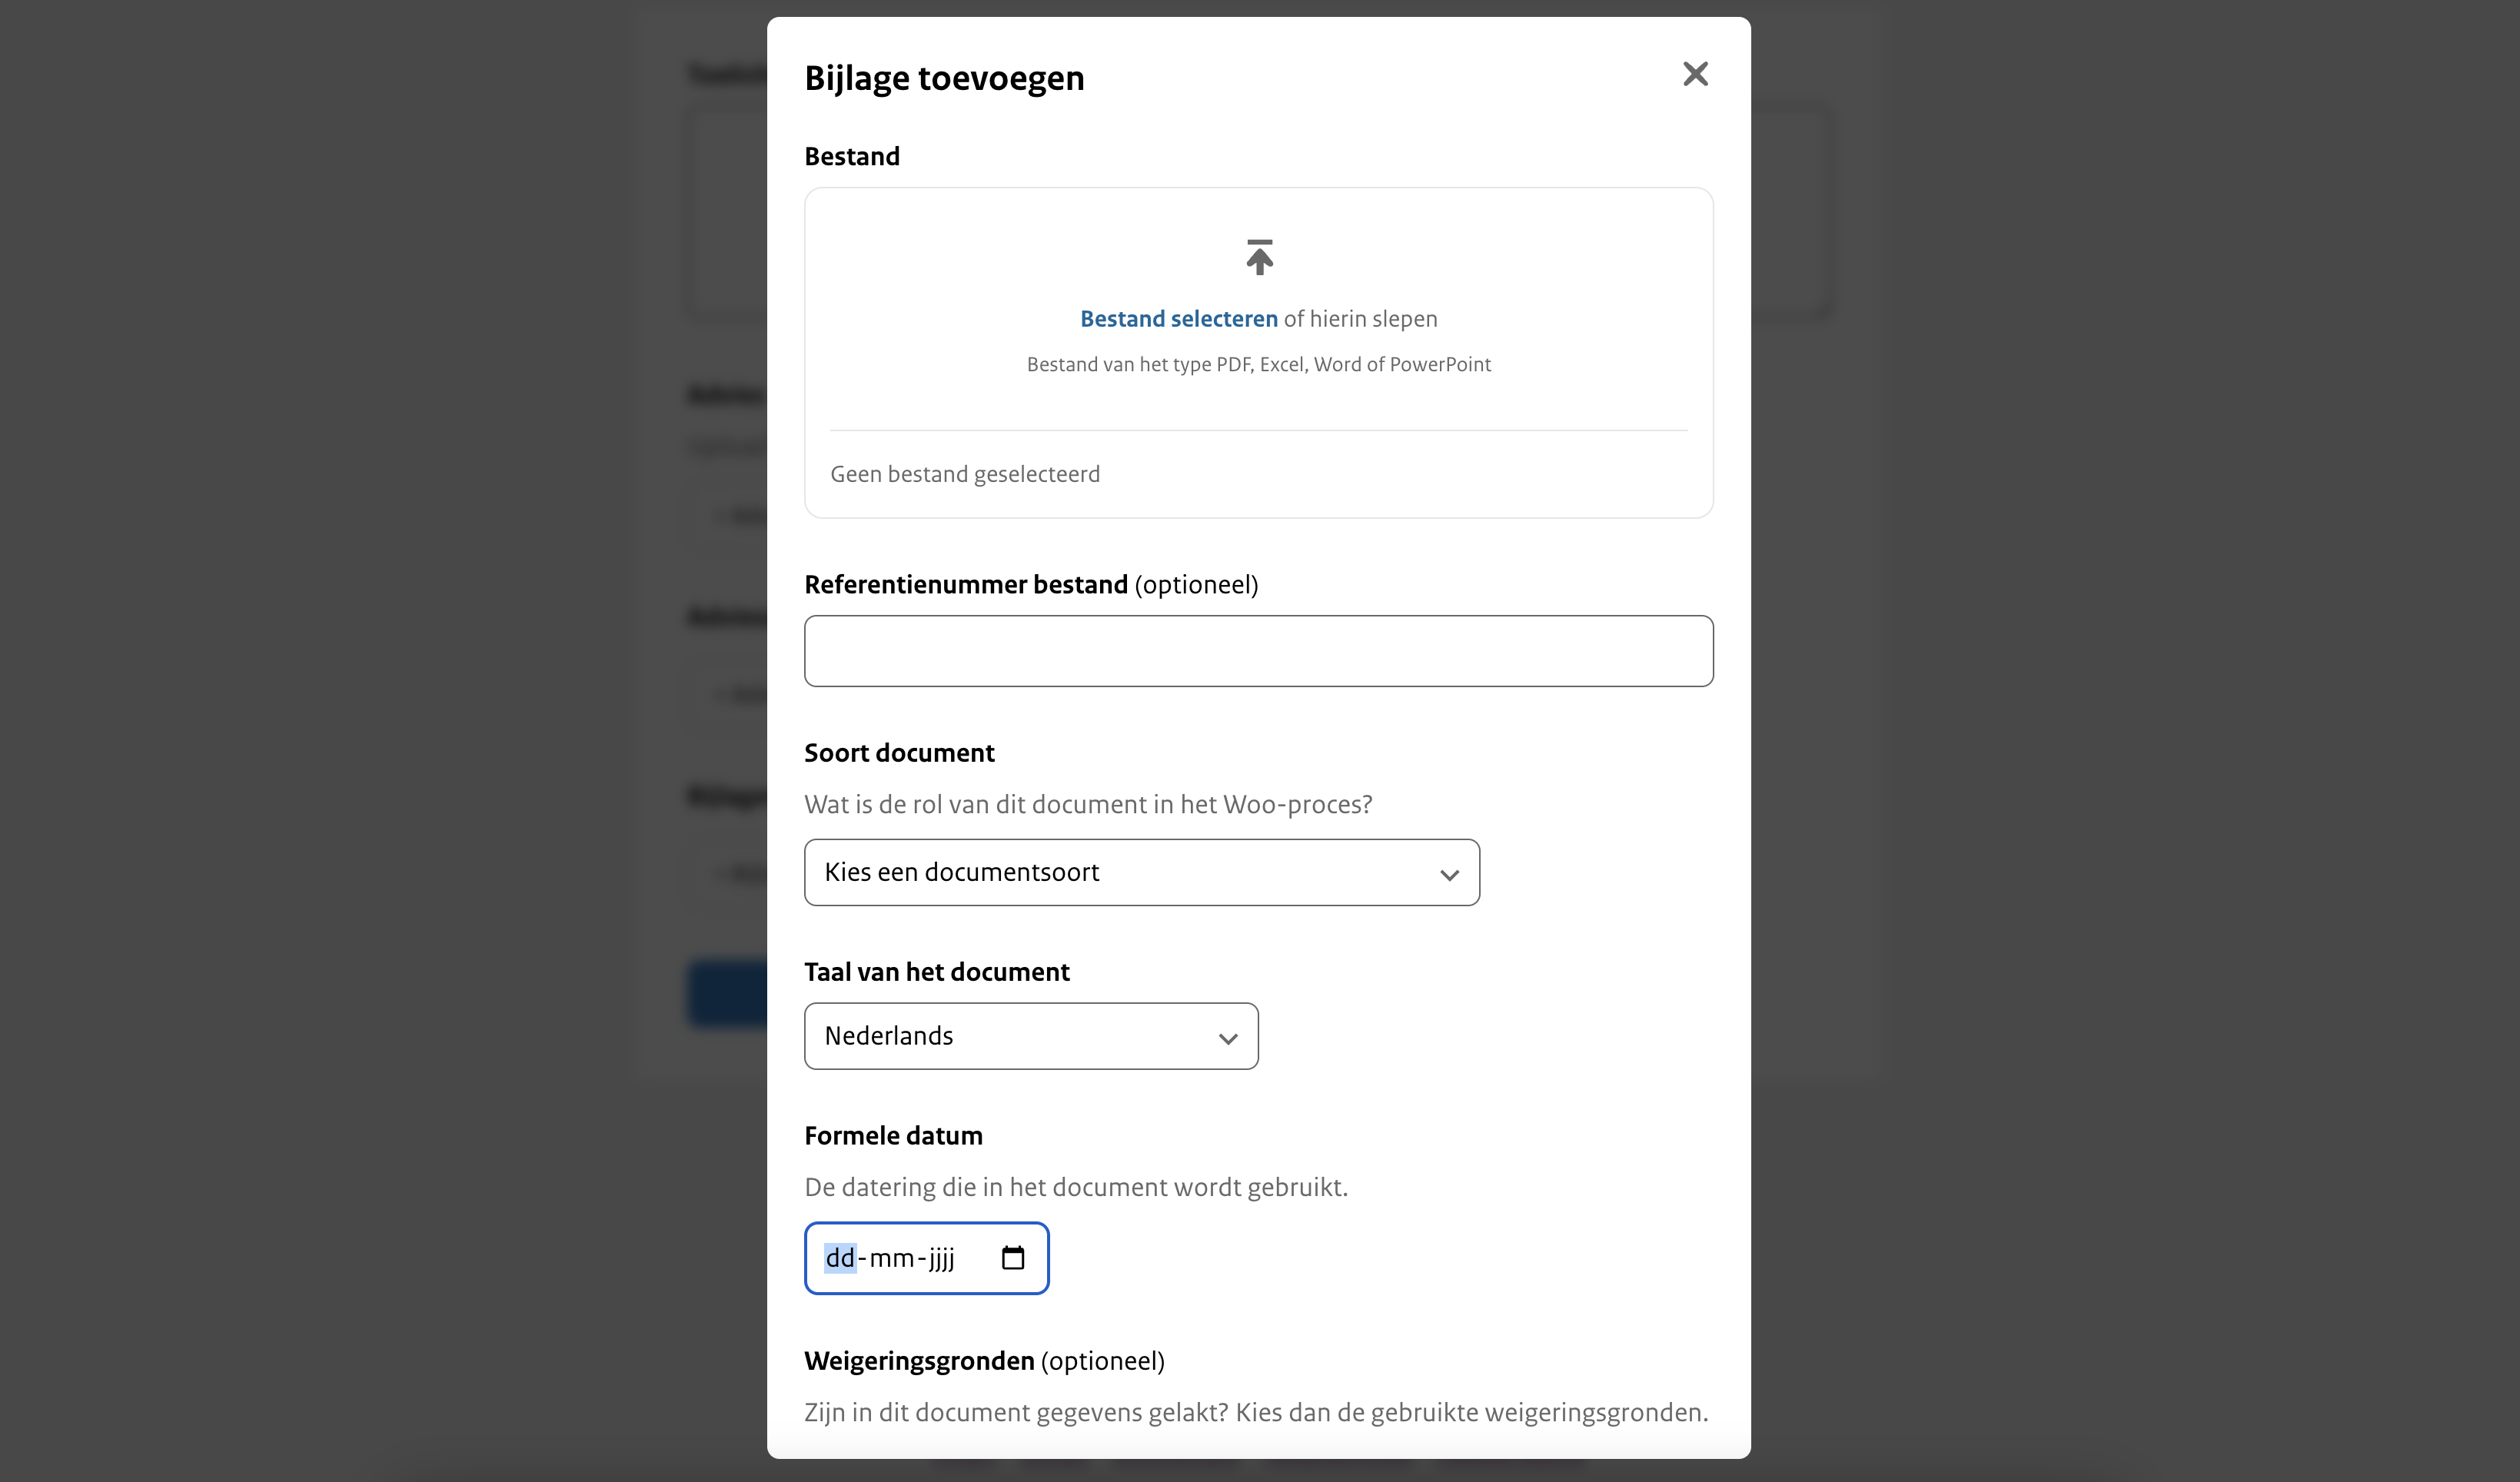 Bijlage toevoegen
Bestand
Bestand selecteren of hierin slepen
Bestand van het type PDF, Excel, Word of PowerPoint
Geen bestand geselecteerd
Referentienummer bestand (optioneel)
Soort document
Wat is de rol van dit document in het Woo-proces?
Kies een documentsoort
Taal van het document
Nederlands
Formele datum
De datering die in het document wordt gebruikt.
dd-mm-jjjj
Weigeringsgronden (optioneel)
Zijn in dit document gegevens gelakt? Kies dan de gebruikte weigeringsgronden.